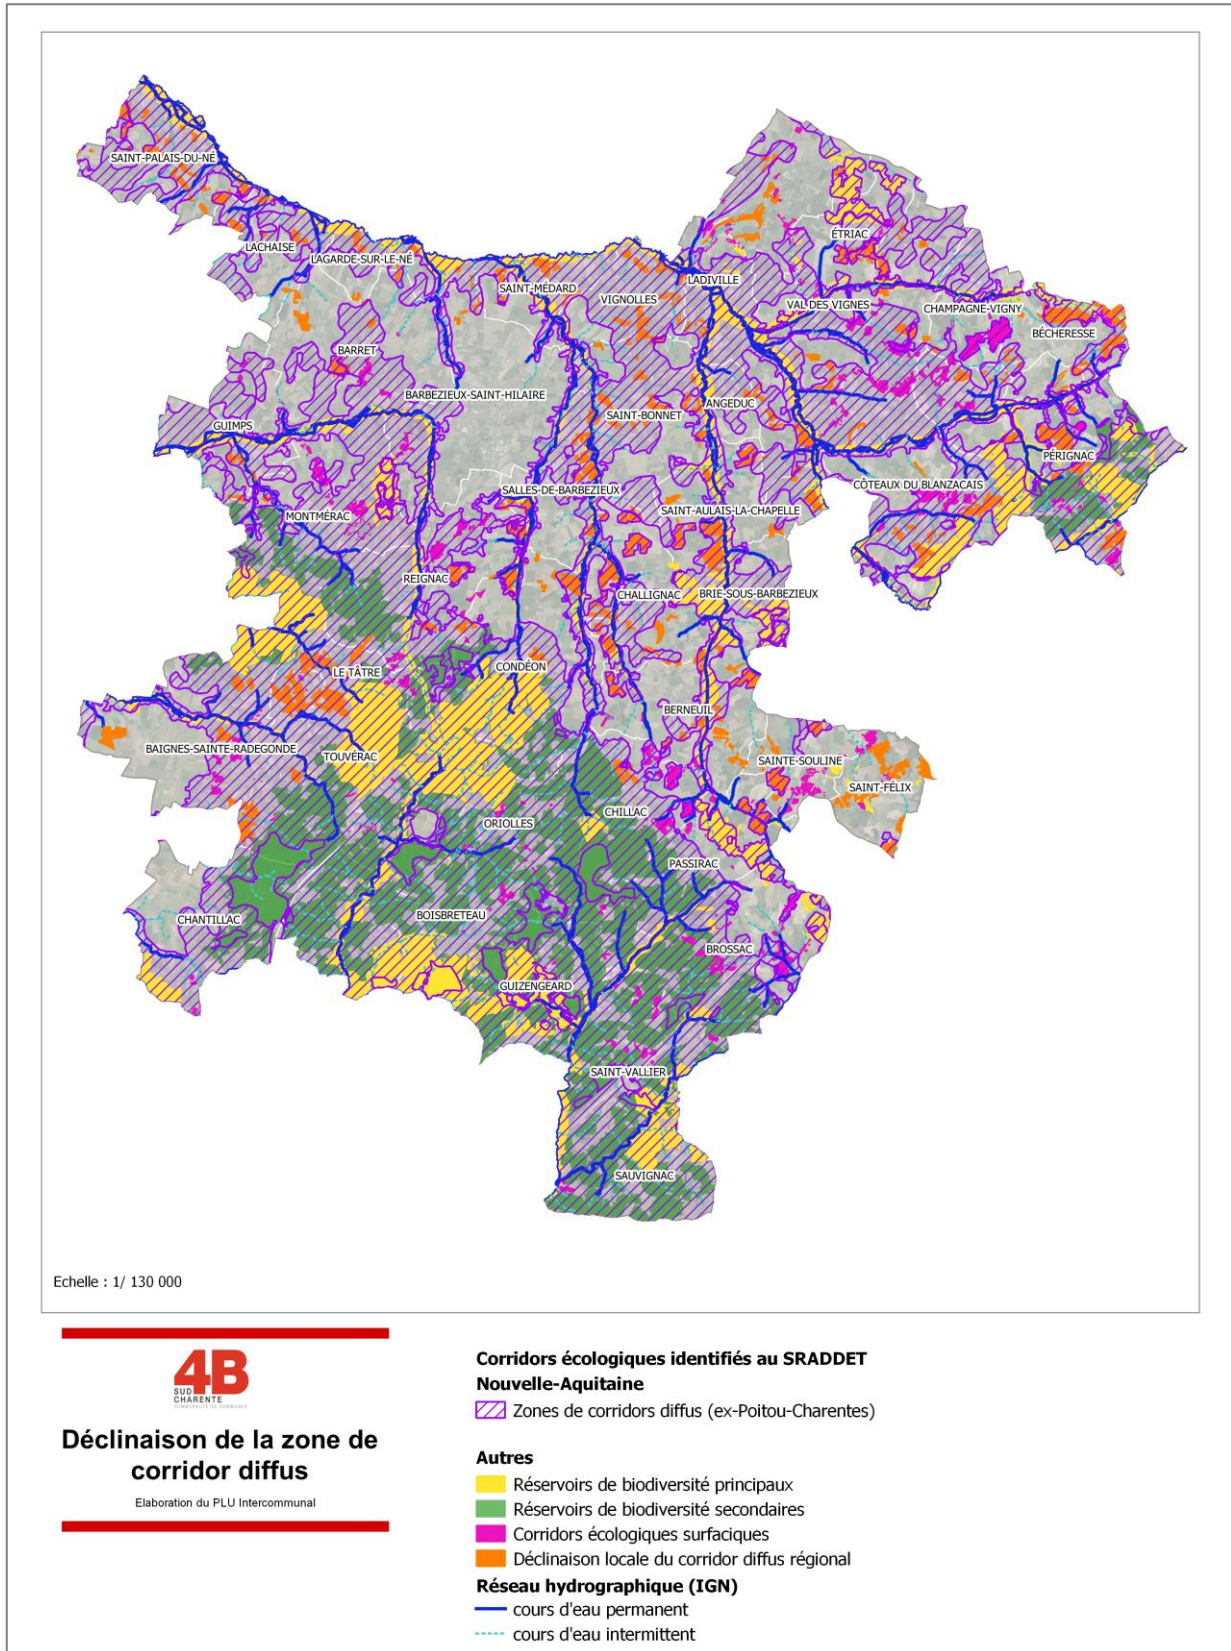 SAINT-PALAIS-DU-NÉ
LACHAISE
LAGARDE-SUR-LE-NÉ
SAINT-MÉDARD
VIGNOLLES
LADIVILLE
ÉTRIAC
VAL DES VIGNES
CHAMPAGNE-VIGNY
BÉCHERESSE
BARRET
BARBEZIEUX-SAINT-HILAIRE
ANGEDUC
SAINT-BONNET
GUIMPS
PÉRIGNAC
CÔTEAUX DU BLANZACAIS
SALLES-DE-BARBEZIEUX
SAINT-AULAIS-LA-CHAPELLE
MONTMÉRAC
REIGNAC
CHALLIGNAC
BRIE-SOUS-BARBEZIEUX
LE TÂTRE
CONDÉON
BERNEUIL
BAIGNES-SAINTE-RADEGONDE
TOUVÉRAC
SAINTE-SOULINE
SAINT-FÉLIX
ORIOLLES
CHILLAC
PASSIRAC
CHANTILLAC
BOISBRETEAU
BROSSAC
GUIZENGEARD
SAINT-VALLIER
SAUVIGNAC
Echelle : 1/ 130 000
4B
SUD
CHARENTE
COMMUNAUTÉ DE COMMUNES
Déclinaison de la zone de
corridor diffus
Elaboration du PLU Intercommunal
Corridors écologiques identifiés au SRADDET
Nouvelle-Aquitaine
Zones de corridors diffus (ex-Poitou-Charentes)
Autres
Réservoirs de biodiversité principaux
Réservoirs de biodiversité secondaires
Corridors écologiques surfaciques
Déclinaison locale du corridor diffus régional
Réseau hydrographique (IGN)
cours d'eau permanent
cours d'eau intermittent